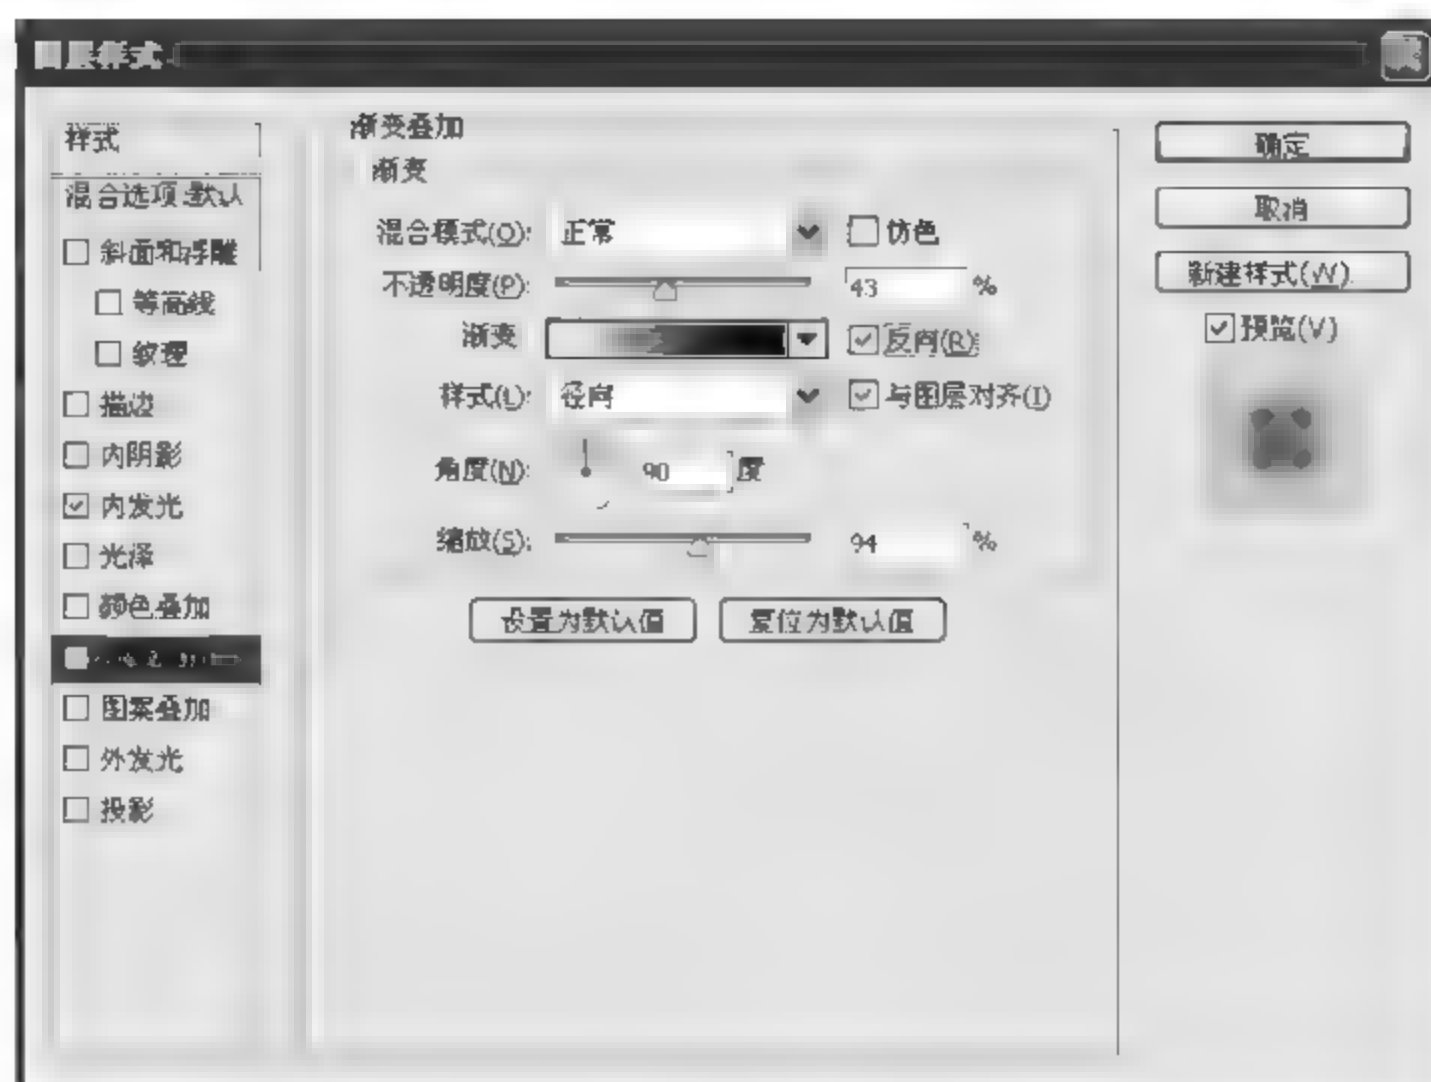 图层样式
样式
混合选项:默认
斜面和浮雕
等高线
纹理
描边
内阴影
内发光
光泽
颜色叠加
图案叠加
外发光
投影
渐变叠加
渐变
混合模式(O): 正常 仿色
不透明度(P): 43 %
渐变 反向(R)
样式(L): 径向 与图层对齐(I)
角度(N): 90 度
缩放(S): 94 %
设置为默认值 复位为默认值
确定
取消
新建样式(W)
预览(V)